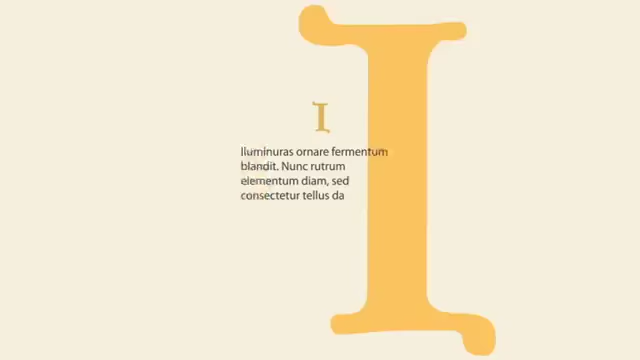 I
I
Iluminuras ornare fermentum
blandit. Nunc rutrum
elementum diam, sed
consectetur tellus da